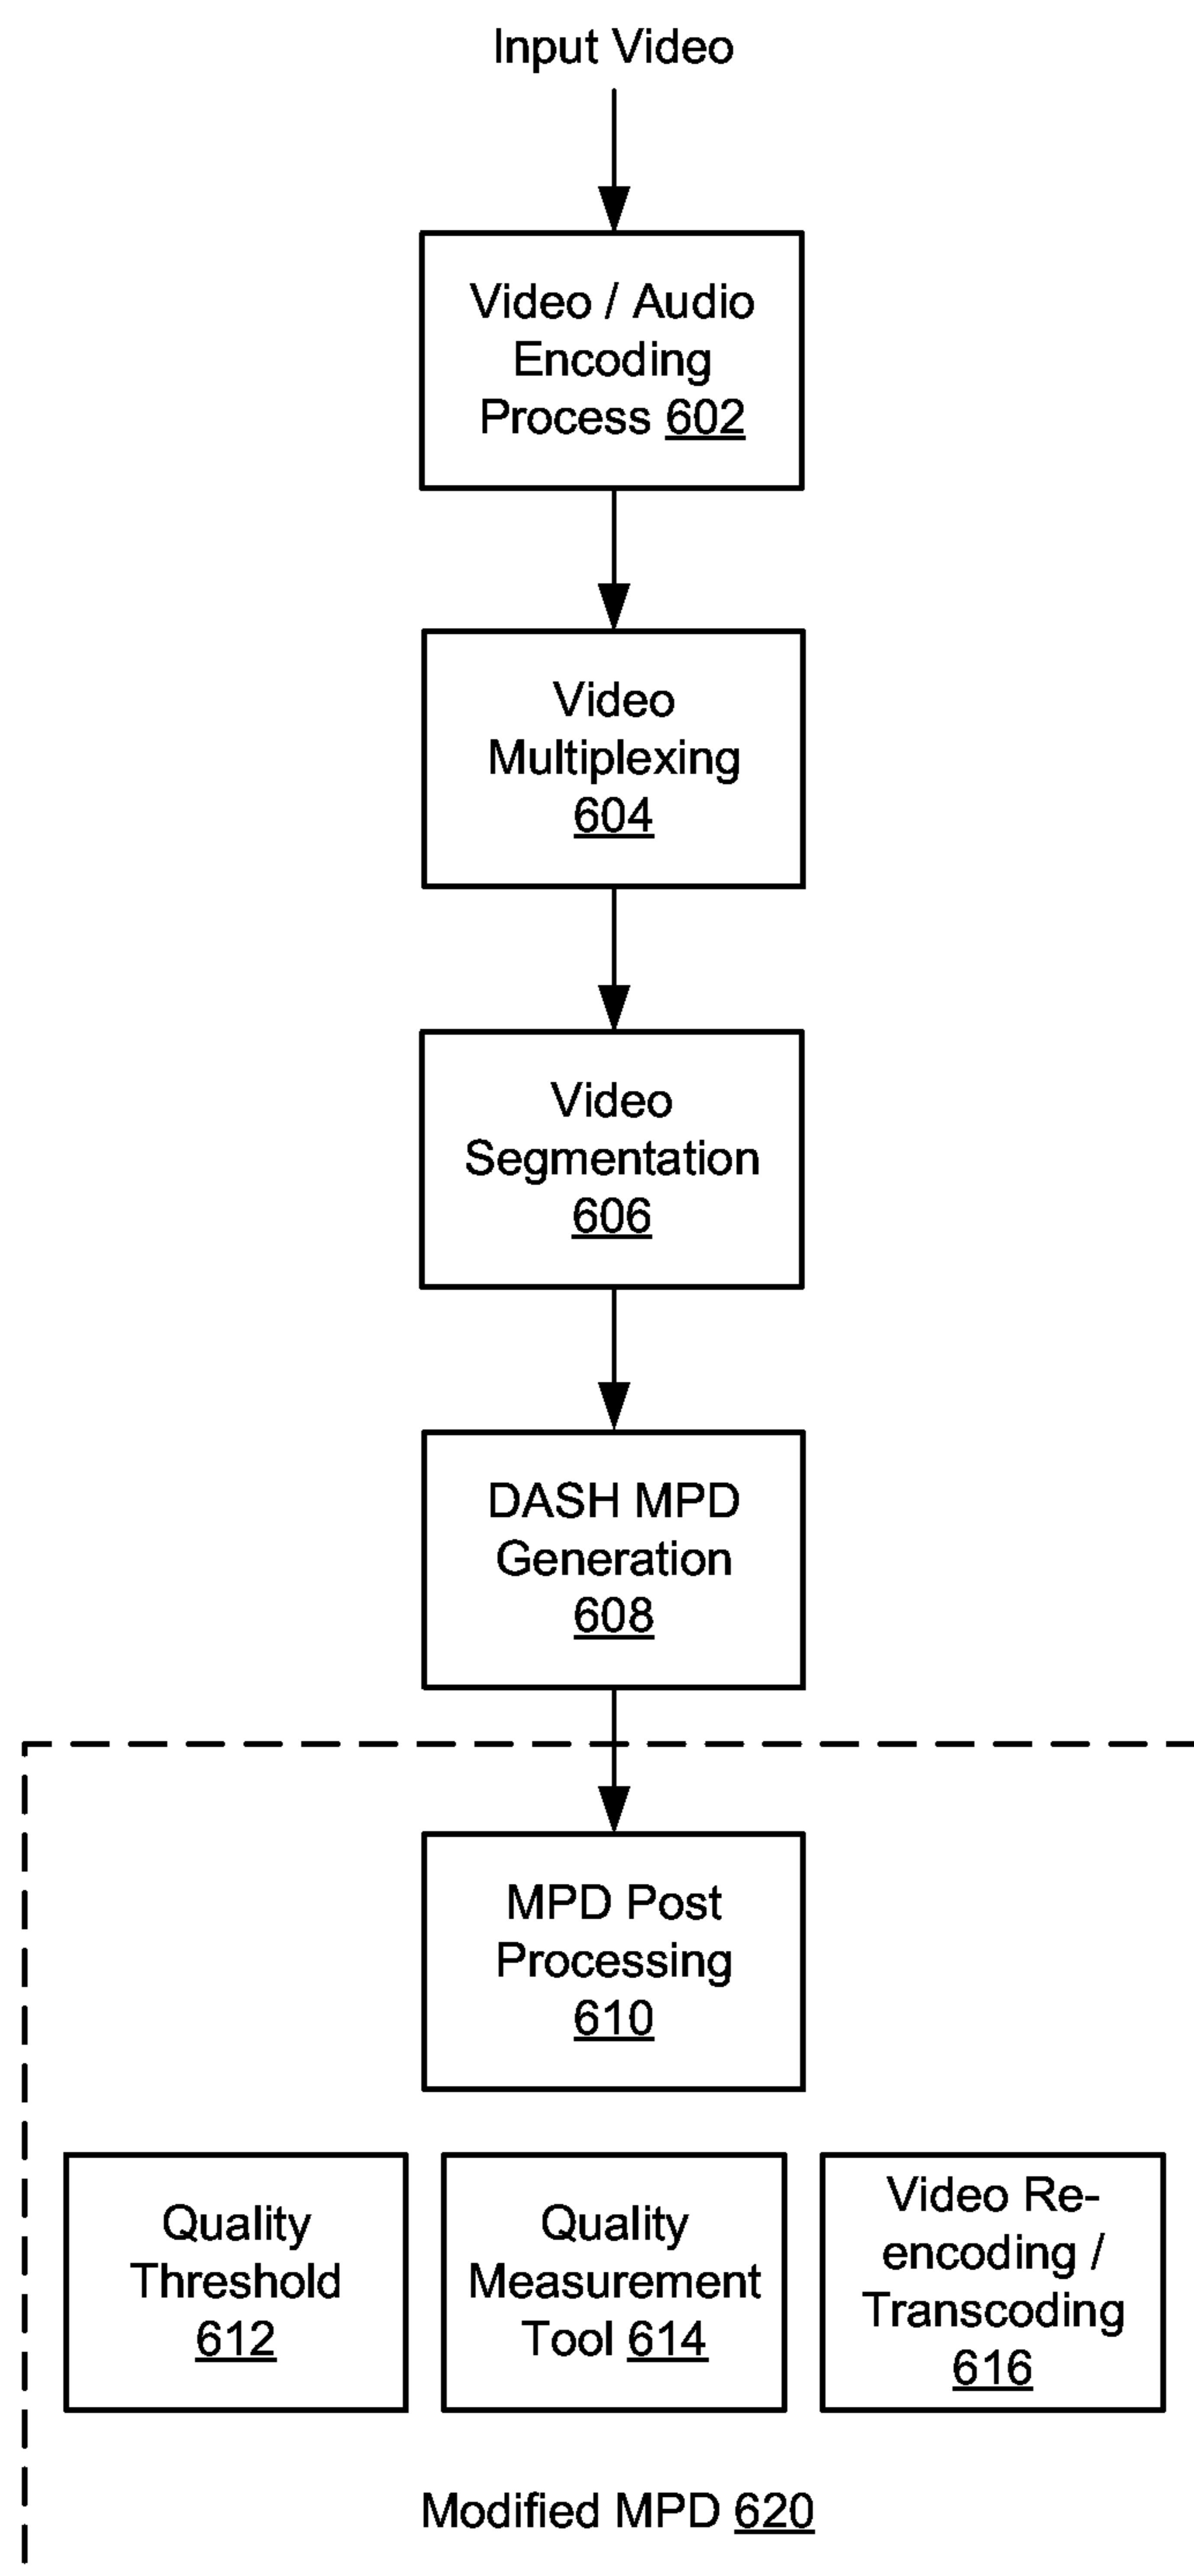 Input Video
Video / Audio
Encoding
Process 602
Video
Multiplexing
604
Video
Segmentation
606
DASH MPD
Generation
608
MPD Post
Processing
610
Quality
Threshold
612
Quality
Measurement
Tool 614
Video Re-
encoding /
Transcoding
616
Modified MPD 620